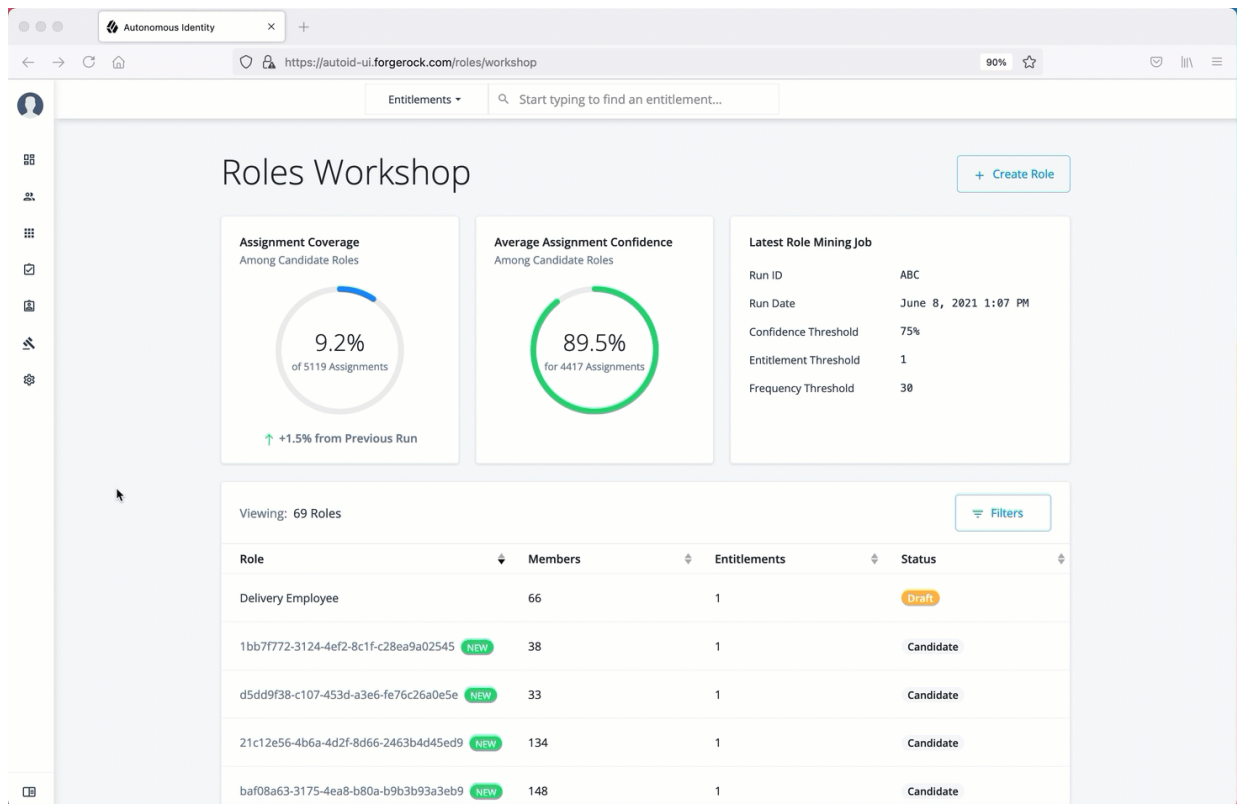 Autonomous Identity
https://autoid-ui.forgerock.com/roles/workshop
90%
Entitlements
Start typing to find an entitlement...
Roles Workshop
+ Create Role
Assignment Coverage
Among Candidate Roles
9.2%
of 5119 Assignments
+1.5% from Previous Run
Average Assignment Confidence
Among Candidate Roles
89.5%
for 4417 Assignments
Latest Role Mining Job
Run ID ABC
Run Date June 8, 2021 1:07 PM
Confidence Threshold 75%
Entitlement Threshold 1
Frequency Threshold 30
Viewing: 69 Roles
Filters
Role Members Entitlements Status
Delivery Employee 66 1 Draft
1bb7f772-3124-4ef2-8c1f-c28ea9a02545 NEW 38 1 Candidate
d5dd9f38-c107-453d-a3e6-fe76c26a0e5e NEW 33 1 Candidate
21c12e56-4b6a-4d2f-8d66-2463b4d45ed9 NEW 134 1 Candidate
baf08a63-3175-4ea8-b80a-b9b3b93a3eb9 NEW 148 1 Candidate